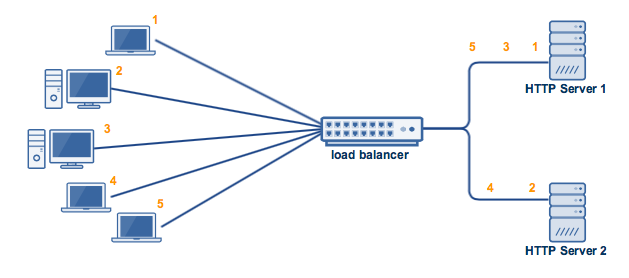 1
2
3
4
5
load balancer
5 3 1
HTTP Server 1
4 2
HTTP Server 2